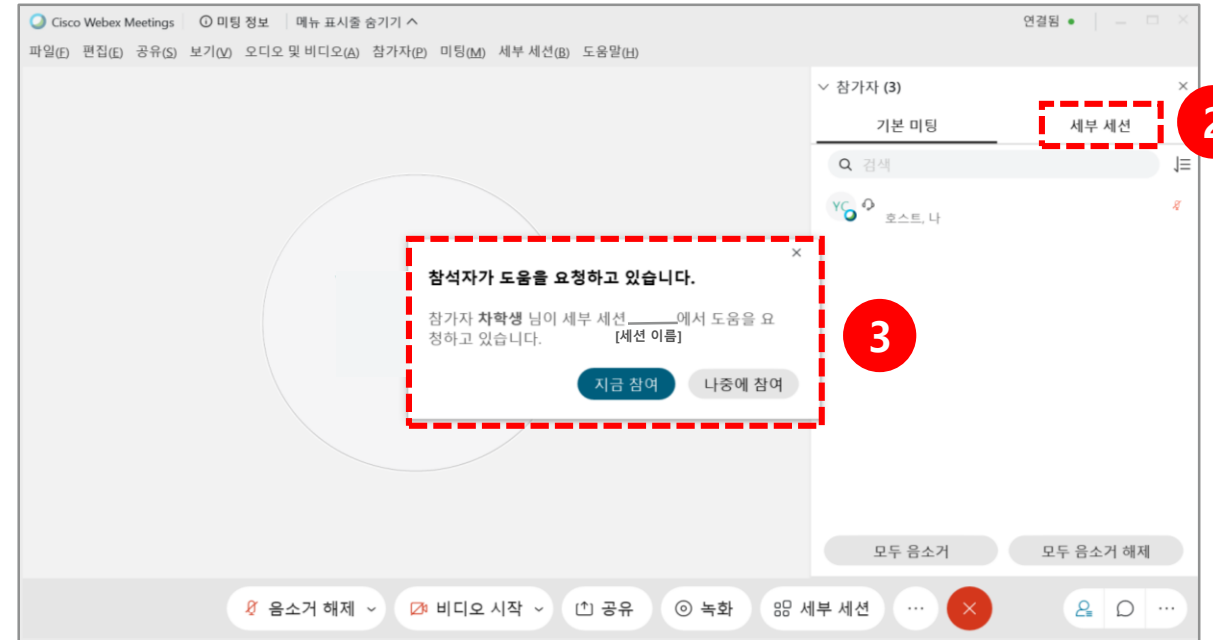 Cisco Webex Meetings 미팅 정보 메뉴 표시줄 숨기기 연결됨
파일(F) 편집(E) 공유(S) 보기(V) 오디오 및 비디오(A) 참가자(P) 미팅(M) 세부 세션(B) 도움말(H)
참가자 (3)
기본 미팅 세부 세션 2
검색
YC 호스트, 나
참석자가 도움을 요청하고 있습니다.
참가자 차학생 님이 세부 세션______에서 도움을 요
청하고 있습니다. [세션 이름]
3
지금 참여 나중에 참여
모두 음소거 모두 음소거 해제
음소거 해제 비디오 시작 공유 녹화 세부 세션